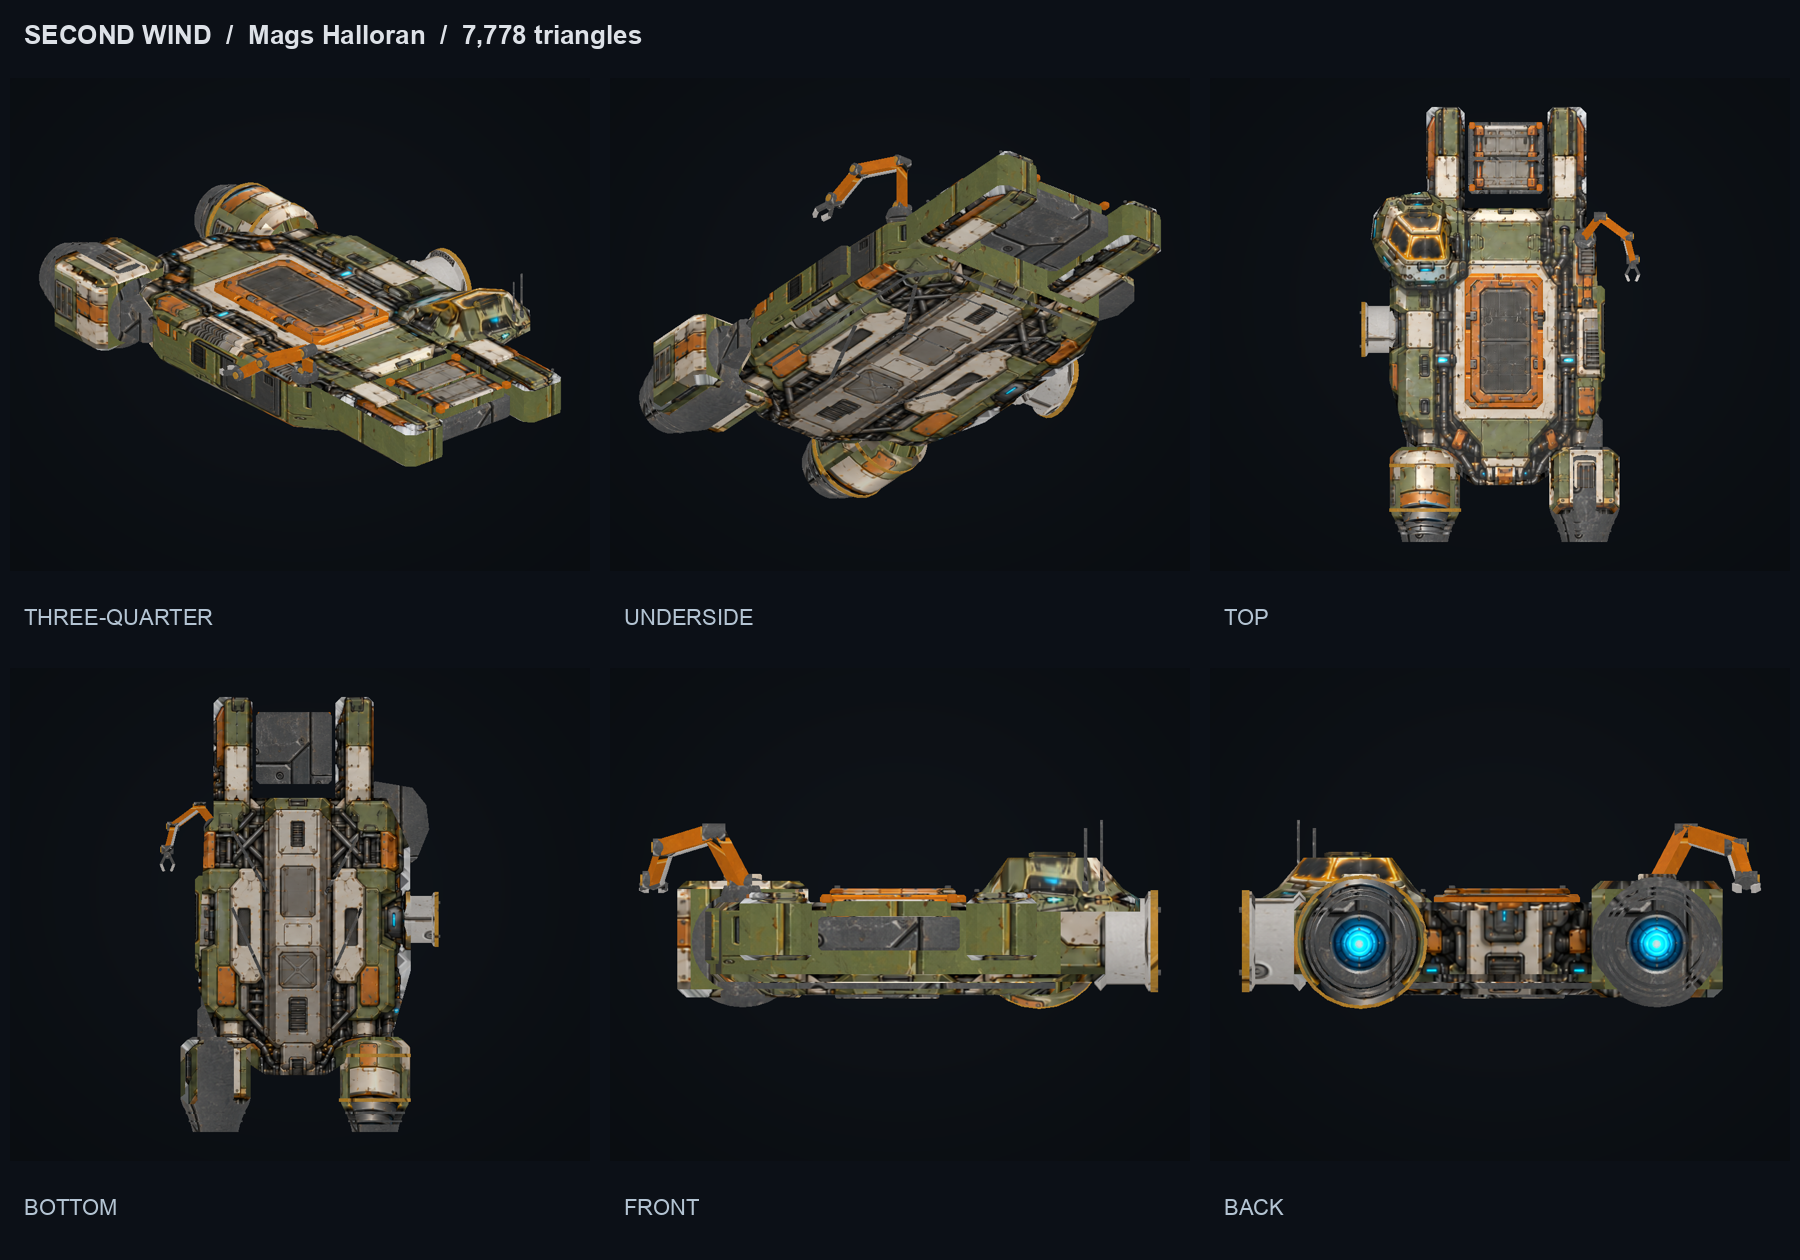 SECOND WIND / Mags Halloran / 7,778 triangles
THREE-QUARTER
UNDERSIDE
TOP
BOTTOM
FRONT
BACK